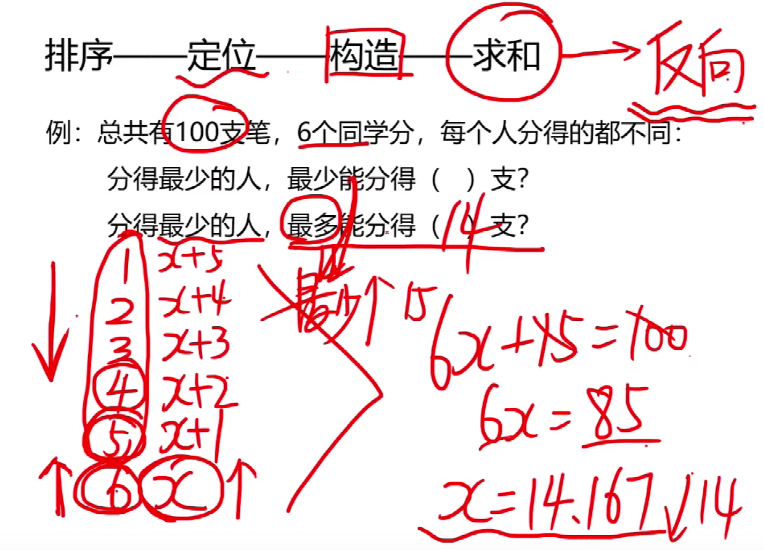 排序——定位——构造——求和 → 反向
例：总共有100支笔，6个同学分，每个人分得的都不同：
分得最少的人，最少能分得（ ）支？
分得最少的人，最多能分得（14）支？
1 x+5
2 x+4
3 x+3
4 x+2
5 x+1
6 x
15
6x+15=100
6x=85
x=14.167↓14